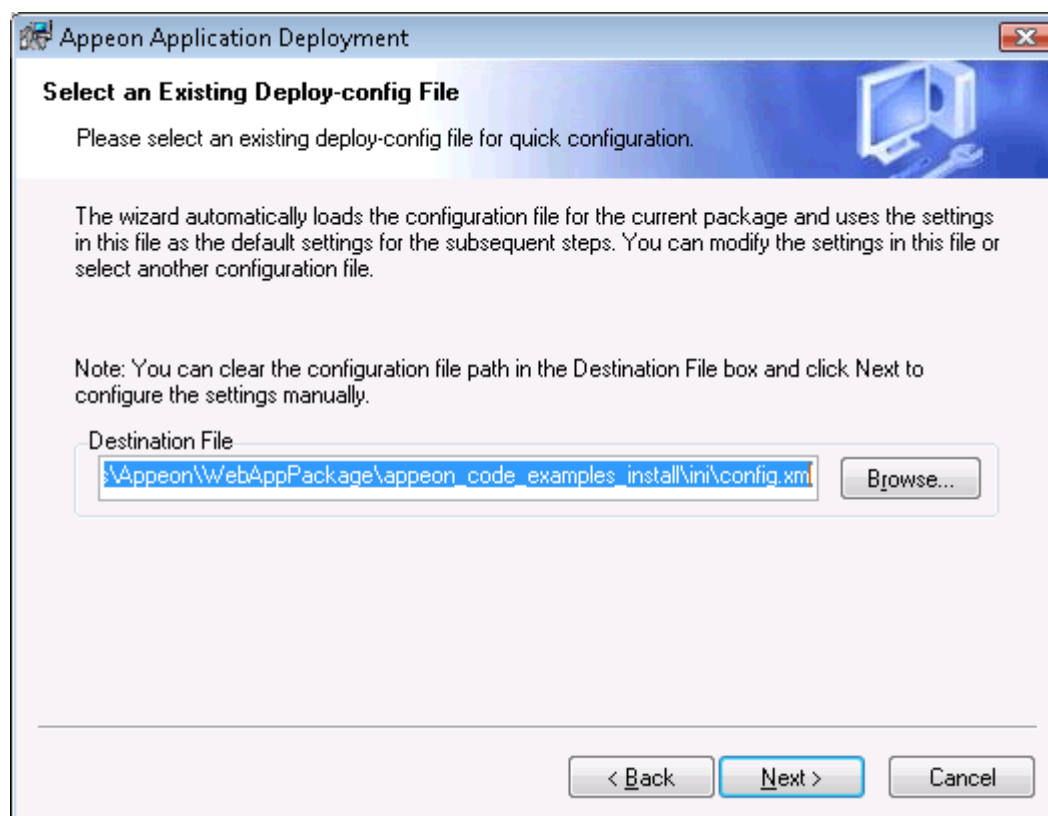 Appeon Application Deployment
Select an Existing Deploy-config File
Please select an existing deploy-config file for quick configuration.
The wizard automatically loads the configuration file for the current package and uses the settings
in this file as the default settings for the subsequent steps. You can modify the settings in this file or
select another configuration file.
Note: You can clear the configuration file path in the Destination File box and click Next to
configure the settings manually.
Destination File
s\Appeon\WebAppPackage\appeon_code_examples_install\ini\config.xm
Browse...
< Back
Next >
Cancel